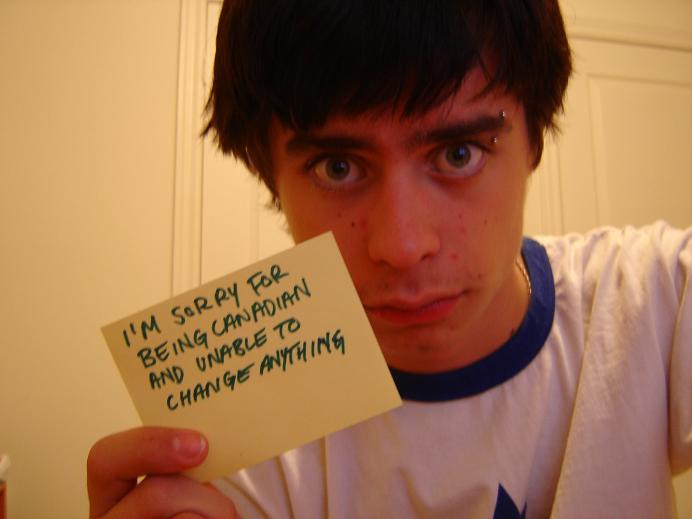 I'M SORRY FOR
BEING CANADIAN
AND UNABLE TO
CHANGE ANYTHING